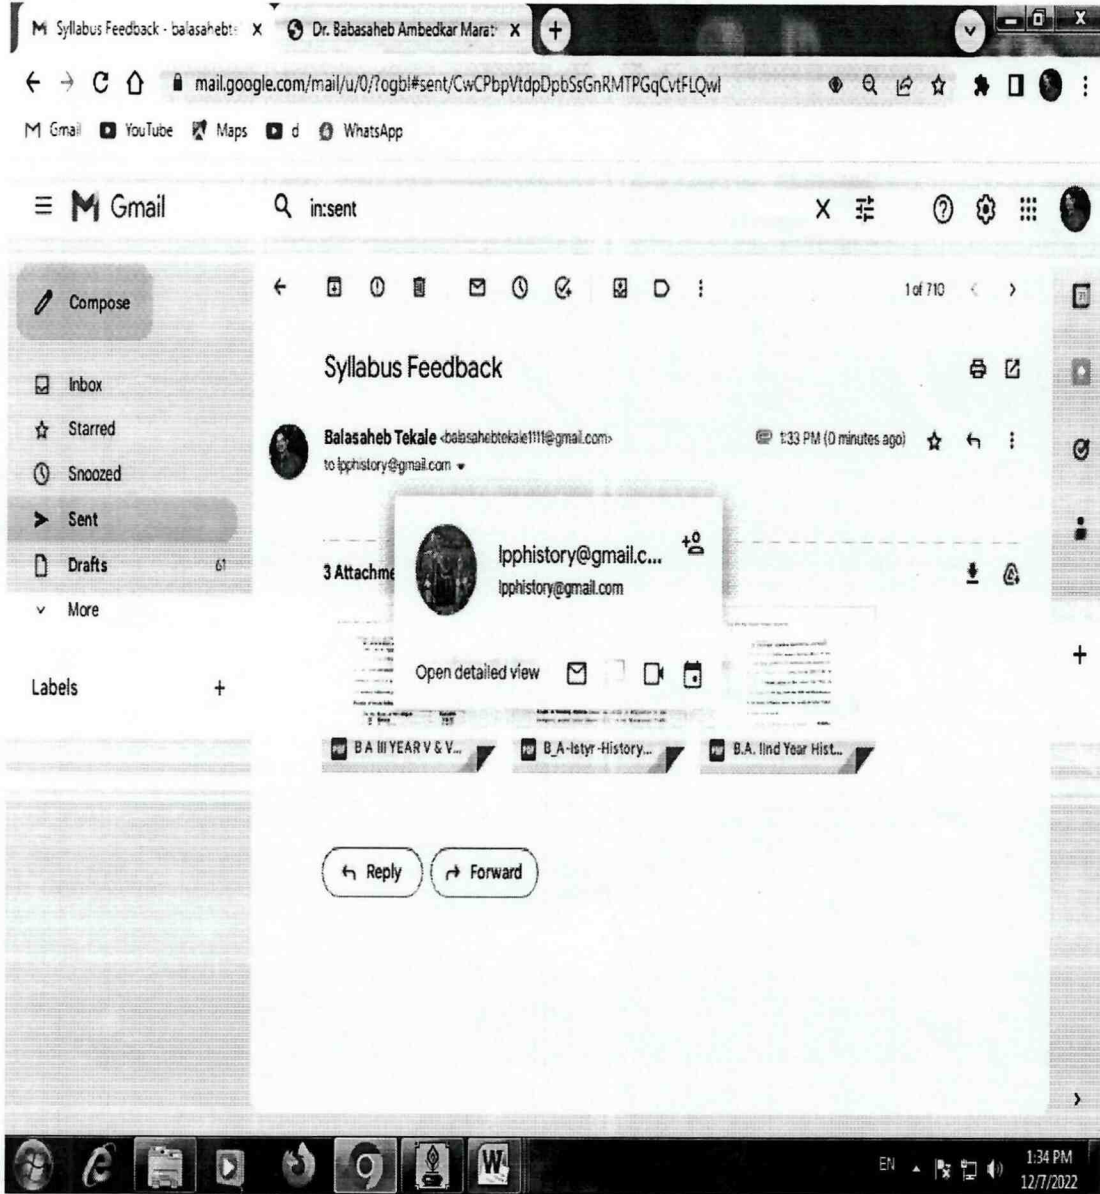 Syllabus Feedback - balasahebt
Dr. Babasaheb Ambedkar Marat
mail.google.com/mail/u/0/?ogbl#sent/CwCPbpVtdpDpbSsGnRMTPGqCvtFLQwl
Gmail YouTube Maps d WhatsApp
Gmail
in:sent
Compose
1 of 710
Syllabus Feedback
Inbox
Starred
Snoozed
Sent
Drafts 61
More
Labels
Balasaheb Tekale <balasahebtekale1111@gmail.com>
1:33 PM (0 minutes ago)
to lpphistory@gmail.com
lpphistory@gmail.c...
lpphistory@gmail.com
3 Attachme
Open detailed view
B A III YEAR V & V...
B_A-Istyr-History...
B.A. IInd Year Hist...
Reply
Forward
EN
1:34 PM
12/7/2022